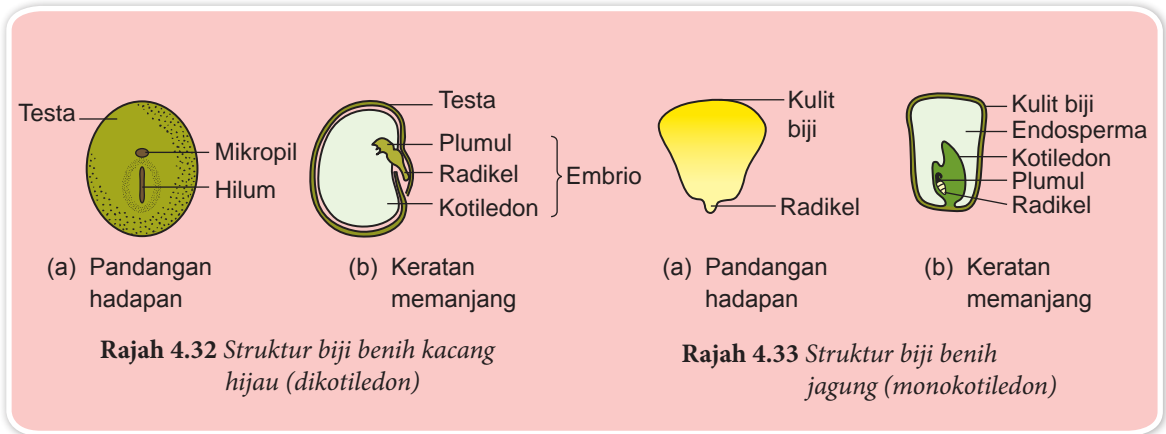 Testa
Mikropil
Hilum
(a) Pandangan
hadapan
Testa
Plumul
Radikel
Kotiledon
Embrio
(b) Keratan
memanjang
Rajah 4.32 Struktur biji benih kacang
hijau (dikotiledon)
Kulit
biji
Radikel
(a) Pandangan
hadapan
Kulit biji
Endosperma
Kotiledon
Plumul
Radikel
(b) Keratan
memanjang
Rajah 4.33 Struktur biji benih
jagung (monokotiledon)